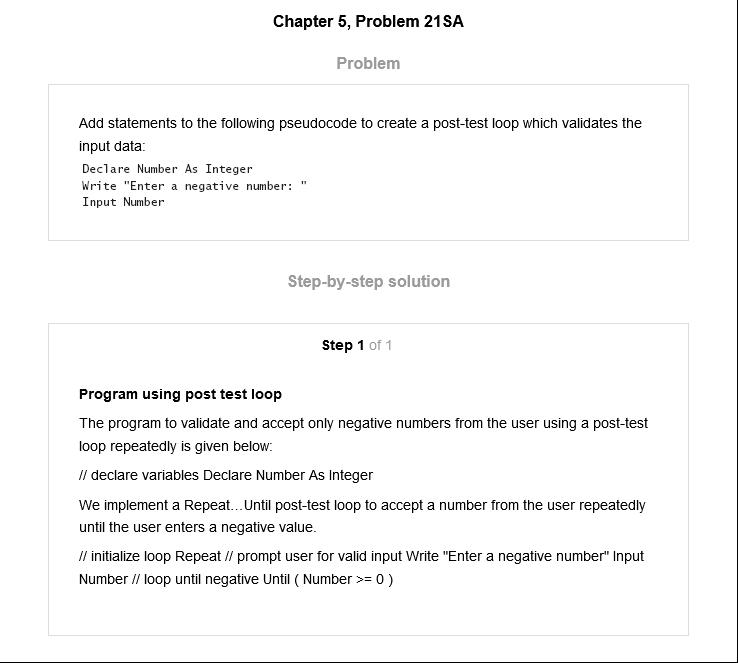 Chapter 5, Problem 21SA
Problem
Add statements to the following pseudocode to create a post-test loop which validates the
input data:
Declare Number As Integer
Write "Enter a negative number: "
Input Number
Step-by-step solution
Step 1 of 1
Program using post test loop
The program to validate and accept only negative numbers from the user using a post-test
loop repeatedly is given below:
// declare variables Declare Number As Integer
We implement a Repeat…Until post-test loop to accept a number from the user repeatedly
until the user enters a negative value.
// initialize loop Repeat // prompt user for valid input Write "Enter a negative number" Input
Number // loop until negative Until ( Number >= 0 )